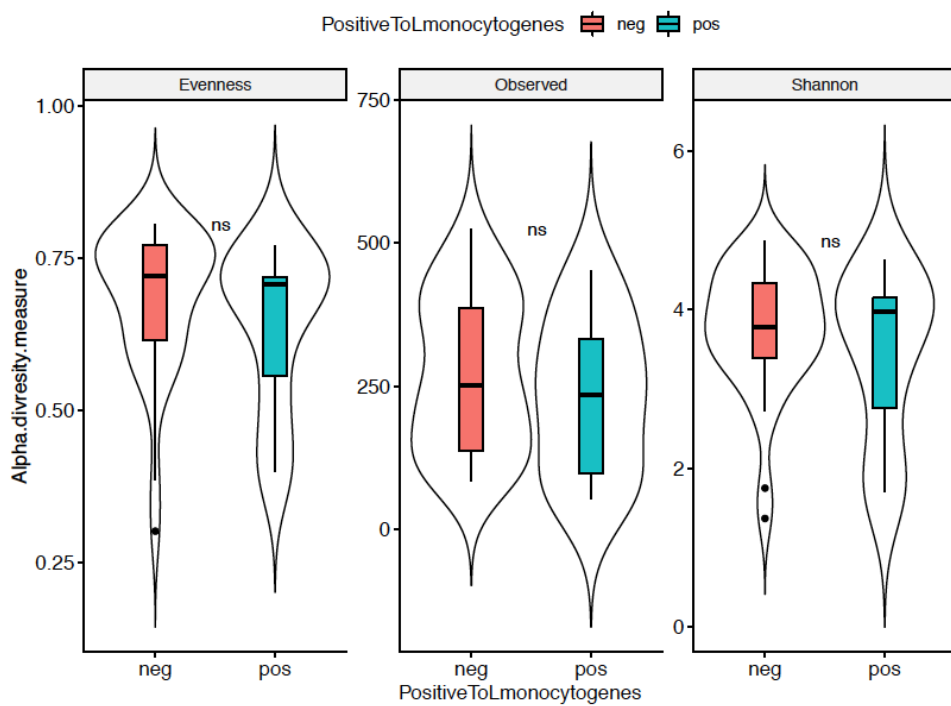 PositiveToLmonocytogenes neg pos
Evenness Observed Shannon
Alpha.divresity.measure
1.00
0.75
0.50
0.25
ns
neg pos
750
500
250
0
ns
neg pos
6
4
2
0
ns
neg pos
PositiveToLmonocytogenes